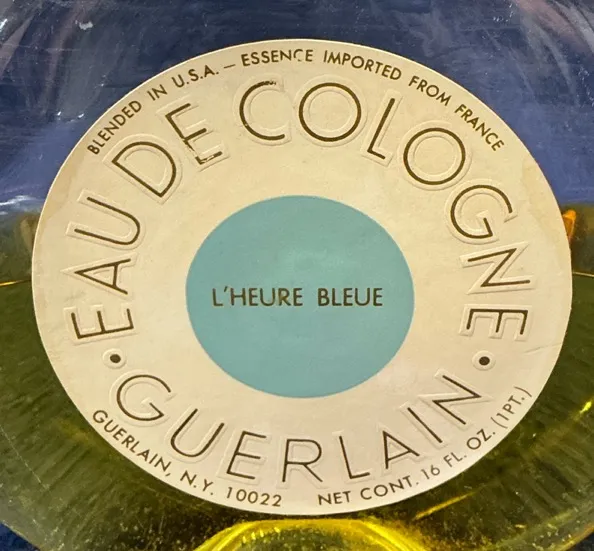 BLENDED IN U.S.A. — ESSENCE IMPORTED FROM FRANCE
EAU DE COLOGNE
L'HEURE BLEUE
• GUERLAIN •
GUERLAIN, N.Y. 10022 NET CONT. 16 FL. OZ. (1PT.)